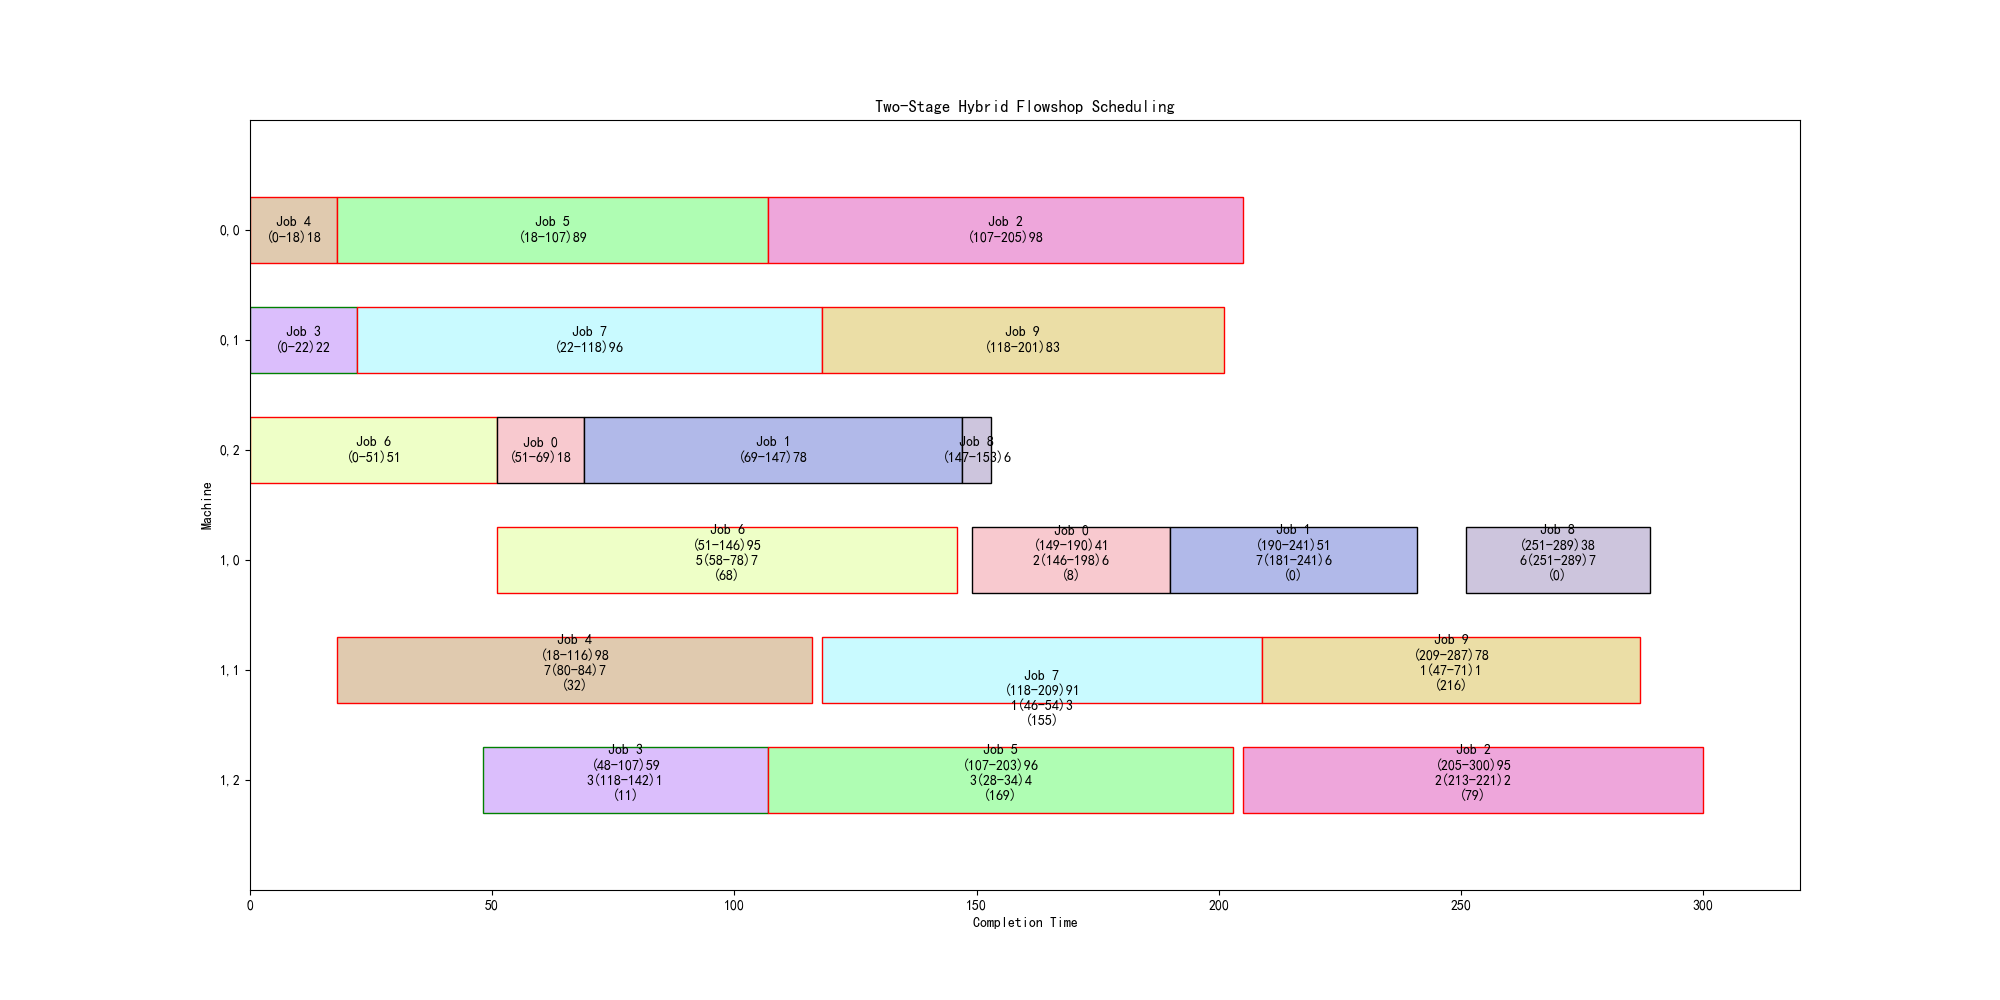 Two-Stage Hybrid Flowshop Scheduling
Machine
0,0
Job 4
(0-18)18
Job 5
(18-107)89
Job 2
(107-205)98
0,1
Job 3
(0-22)22
Job 7
(22-118)96
Job 9
(118-201)83
0,2
Job 6
(0-51)51
Job 0
(51-69)18
Job 1
(69-147)78
Job 8
(147-153)6
1,0
Job 6
(51-146)95
5(58-78)7
(68)
Job 0
(149-190)41
2(146-198)6
(8)
Job 1
(190-241)51
7(181-241)6
(0)
Job 8
(251-289)38
6(251-289)7
(0)
1,1
Job 4
(18-116)98
7(80-84)7
(32)
Job 7
(118-209)91
1(46-54)3
(155)
Job 9
(209-287)78
1(47-71)1
(216)
1,2
Job 3
(48-107)59
3(118-142)1
(11)
Job 5
(107-203)96
3(28-34)4
(169)
Job 2
(205-300)95
2(213-221)2
(79)
0
50
100
150
200
250
300
Completion Time